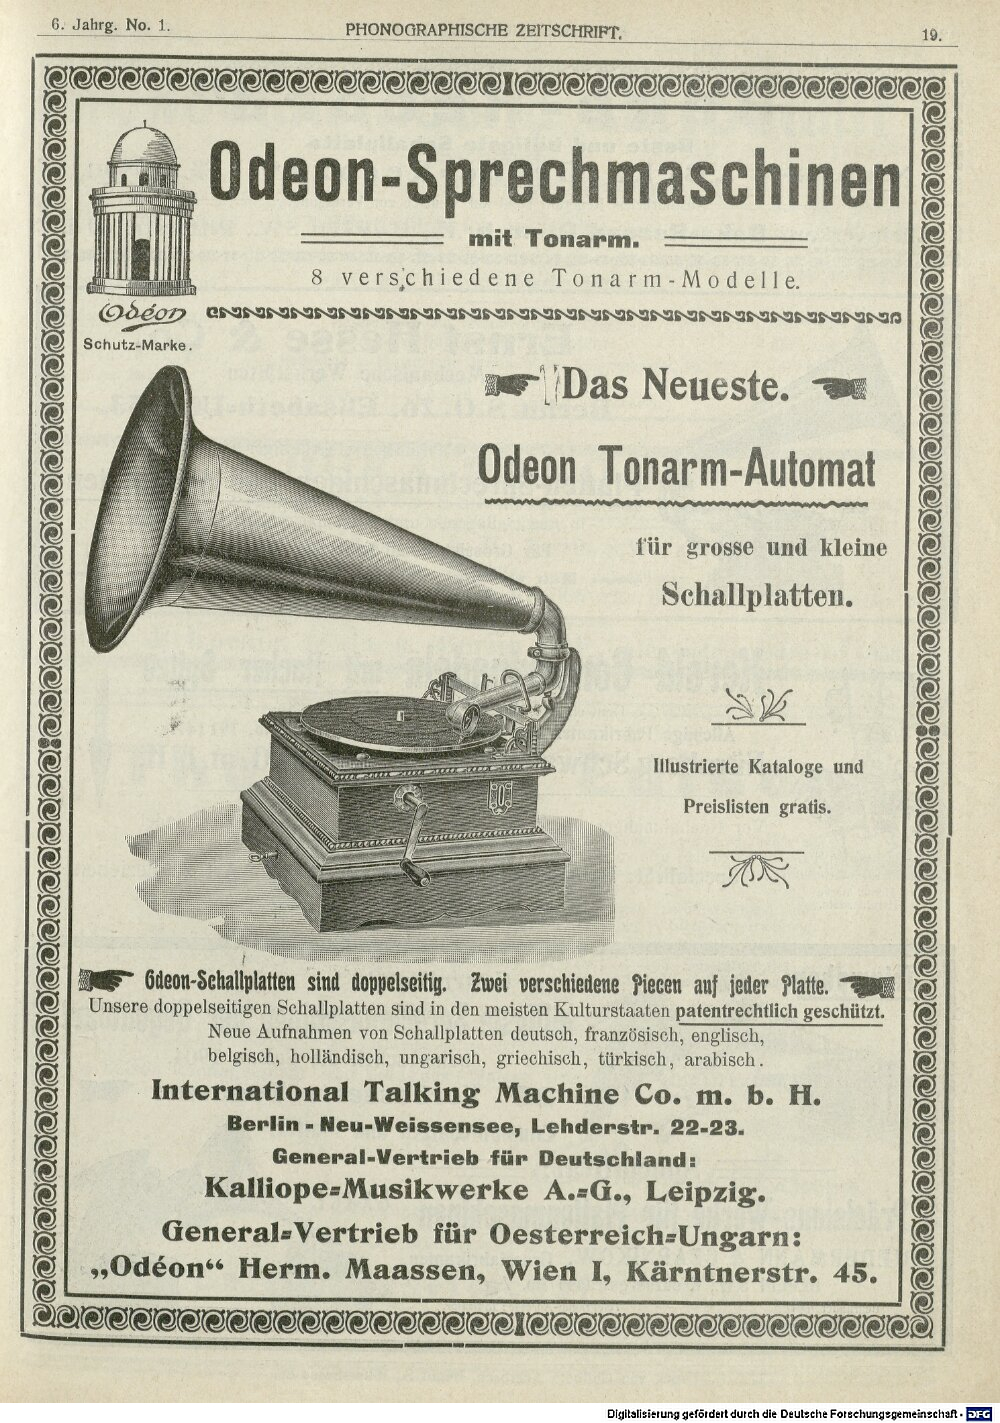 6. Jahrg. No. 1.
PHONOGRAPHISCHE ZEITSCHRIFT.
19.
Odeon-Sprechmaschinen
mit Tonarm.
8 verschiedene Tonarm-Modelle.
Odéon
Schutz-Marke.
Das Neueste.
Odeon Tonarm-Automat
für grosse und kleine
Schallplatten.
Illustrierte Kataloge und
Preislisten gratis.
Odeon-Schallplatten sind doppelseitig. Zwei verschiedene Piecen auf jeder Platte.
Unsere doppelseitigen Schallplatten sind in den meisten Kulturstaaten patentrechtlich geschützt.
Neue Aufnahmen von Schallplatten deutsch, französisch, englisch,
belgisch, holländisch, ungarisch, griechisch, türkisch, arabisch.
International Talking Machine Co. m. b. H.
Berlin - Neu-Weissensee, Lehderstr. 22-23.
General-Vertrieb für Deutschland:
Kalliope-Musikwerke A.-G., Leipzig.
General-Vertrieb für Oesterreich-Ungarn:
„Odéon“ Herm. Maassen, Wien I, Kärntnerstr. 45.
Digitalisierung gefördert durch die Deutsche Forschungsgemeinschaft - DFG